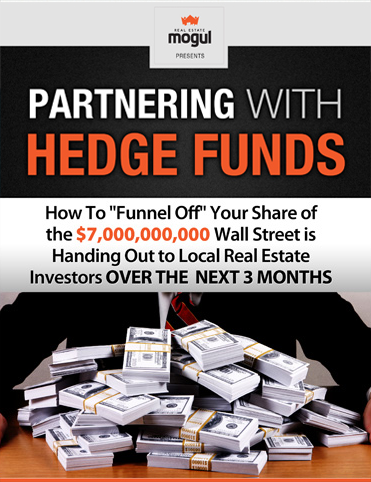 REAL ESTATE
mogul
PRESENTS
PARTNERING WITH
HEDGE FUNDS
How To "Funnel Off" Your Share of
the $7,000,000,000 Wall Street is
Handing Out to Local Real Estate
Investors OVER THE NEXT 3 MONTHS